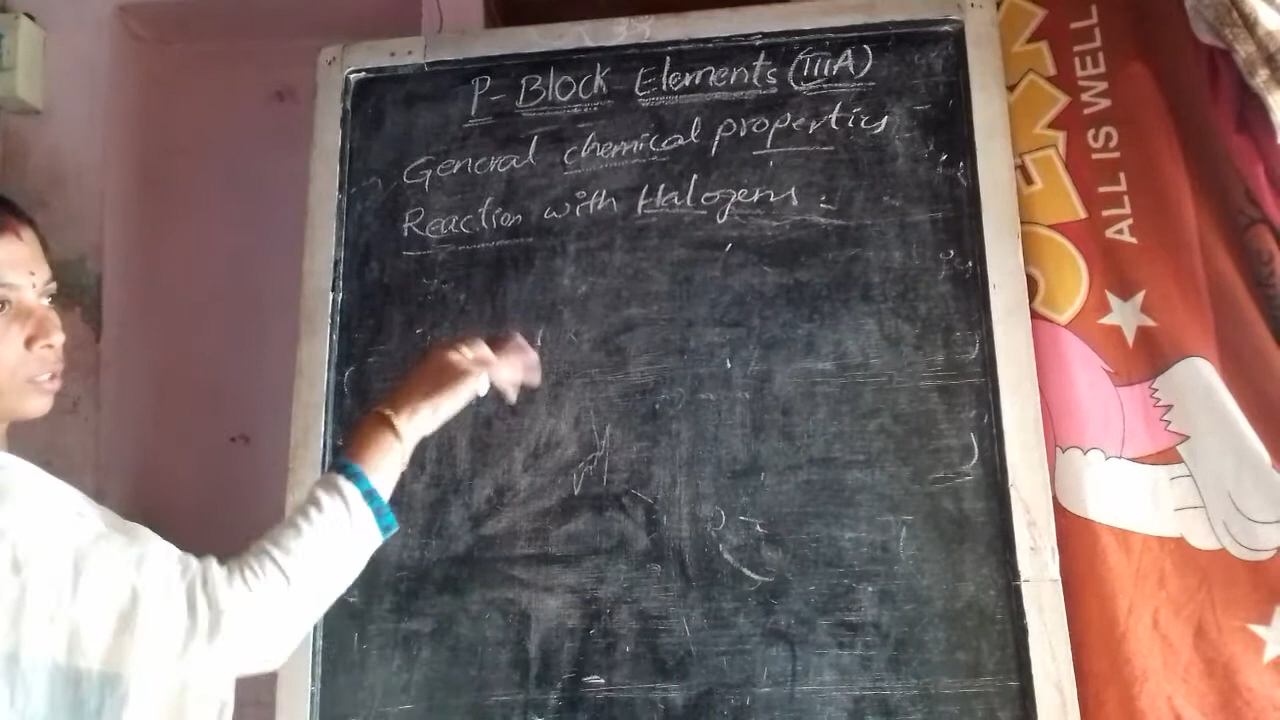 P-Block Elements (IIIA)
General chemical properties
Reaction with Halogens :
ALL IS WELL